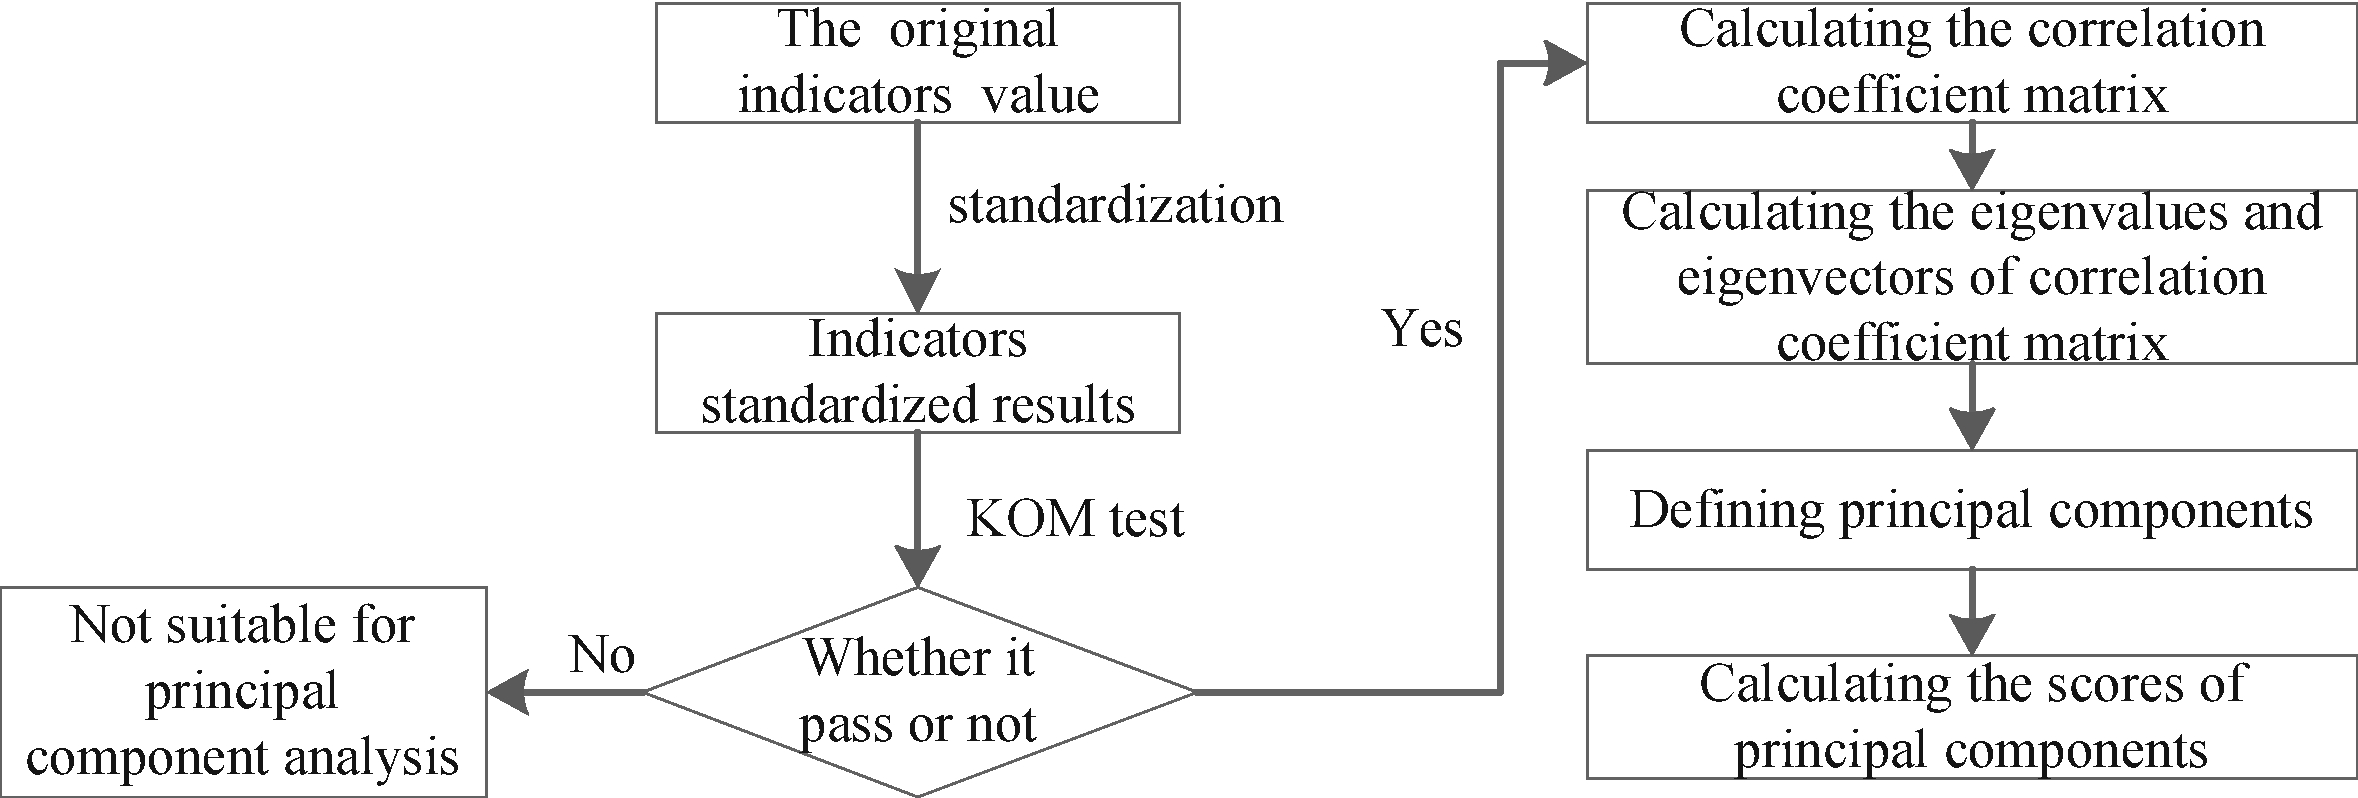 The original
indicators value
standardization
Indicators
standardized results
KOM test
Whether it
pass or not
No
Not suitable for
principal
component analysis
Yes
Calculating the correlation
coefficient matrix
Calculating the eigenvalues and
eigenvectors of correlation
coefficient matrix
Defining principal components
Calculating the scores of
principal components